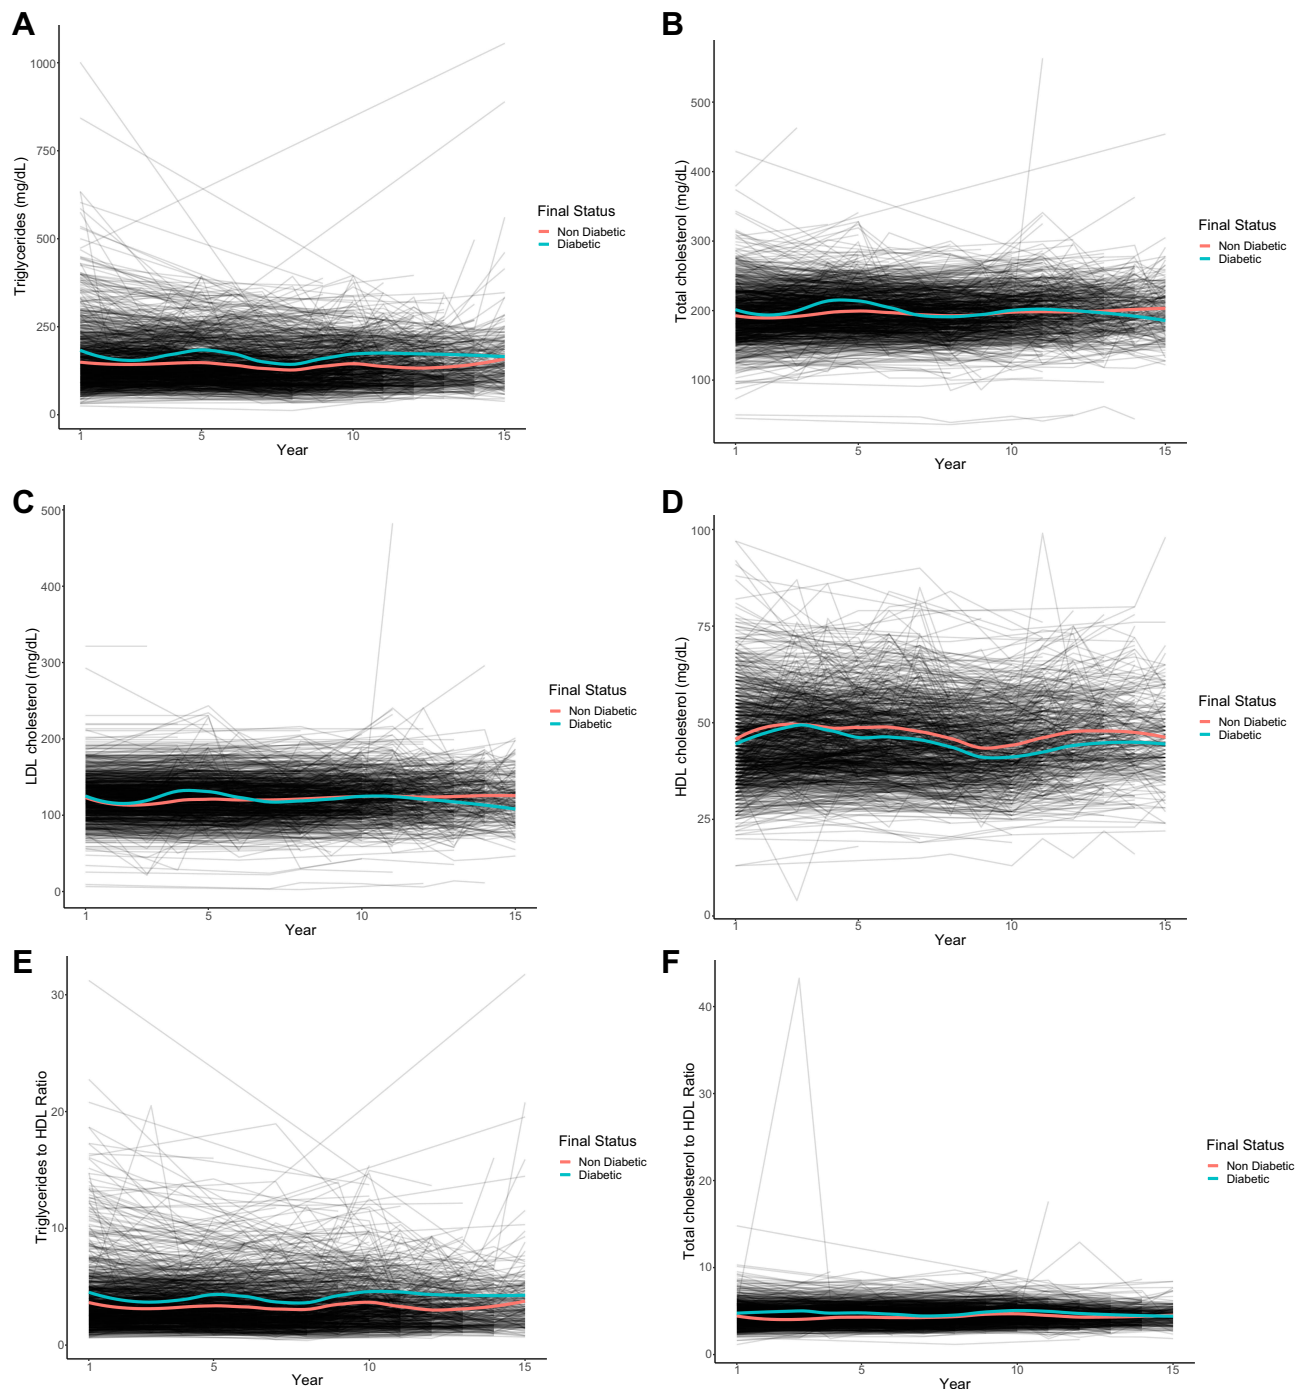 A
Triglycerides (mg/dL)
1000
750
500
250
0
1 5 10 15
Year
Final Status
Non Diabetic
Diabetic
B
Total cholesterol (mg/dL)
500
400
300
200
100
1 5 10 15
Year
Final Status
Non Diabetic
Diabetic
C
LDL cholesterol (mg/dL)
500
400
300
200
100
0
1 5 10 15
Year
Final Status
Non Diabetic
Diabetic
D
HDL cholesterol (mg/dL)
100
75
50
25
0
1 5 10 15
Year
Final Status
Non Diabetic
Diabetic
E
Triglycerides to HDL Ratio
30
20
10
0
1 5 10 15
Year
Final Status
Non Diabetic
Diabetic
F
Total cholesterol to HDL Ratio
40
30
20
10
0
1 5 10 15
Year
Final Status
Non Diabetic
Diabetic